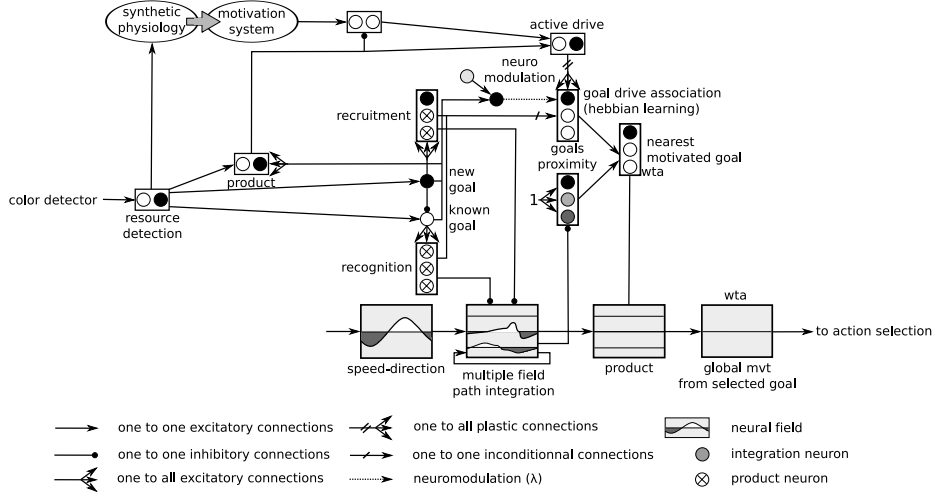 synthetic
physiology
motivation
system
active drive
neuro
modulation
goal drive association
(hebbian learning)
recruitment
goals
proximity
nearest
motivated goal
wta
product
new
goal
1
color detector
resource
detection
known
goal
recognition
wta
to action selection
speed-direction
multiple field
path integration
product
global mvt
from selected goal
one to one excitatory connections
one to all plastic connections
neural field
one to one inhibitory connections
one to one inconditionnal connections
integration neuron
one to all excitatory connections
neuromodulation (λ)
product neuron